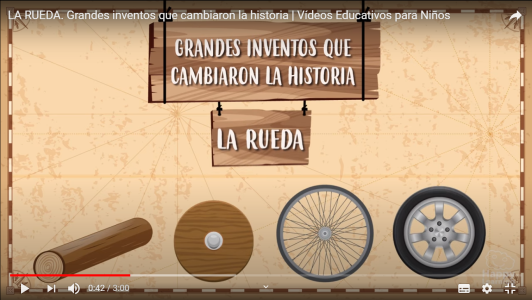 LA RUEDA. Grandes inventos que cambiaron la historia | Vídeos Educativos para Niños
GRANDES INVENTOS QUE
CAMBIARON LA HISTORIA
LA RUEDA
0:42 / 3:00